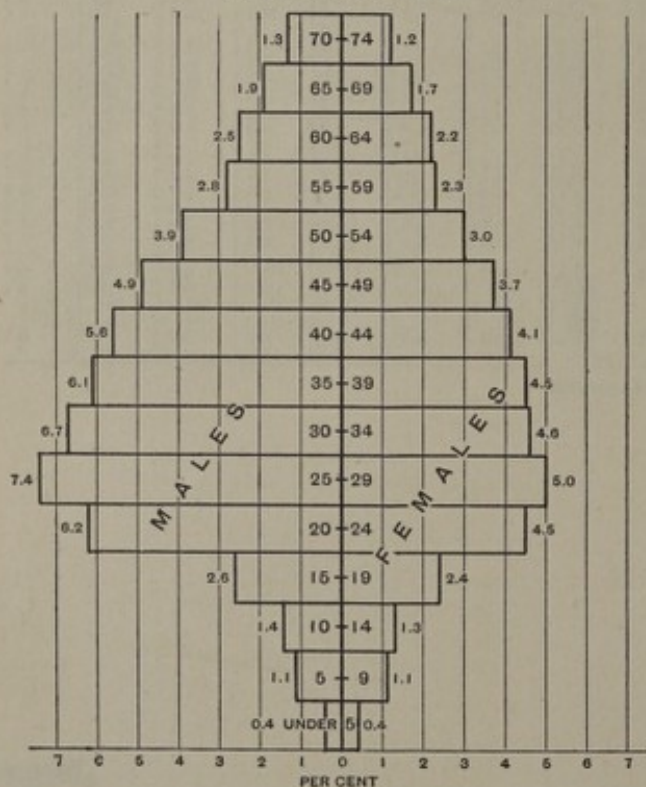 1.3 70 74 1.2
1.9 65 69 1.7
2.5 60 64 2.2
2.8 55 59 2.3
3.9 50 54 3.0
4.9 45 49 3.7
5.6 40 44 4.1
6.1 35 39 4.5
6.7 30 34 4.6
7.4 25 29 5.0
6.2 20 24 4.5
2.6 15 19 2.4
1.4 10 14 1.3
1.1 5 9 1.1
0.4 UNDER 5 0.4
MALES
FEMALES
7 6 5 4 3 2 1 0 1 2 3 4 5 6 7
PER CENT